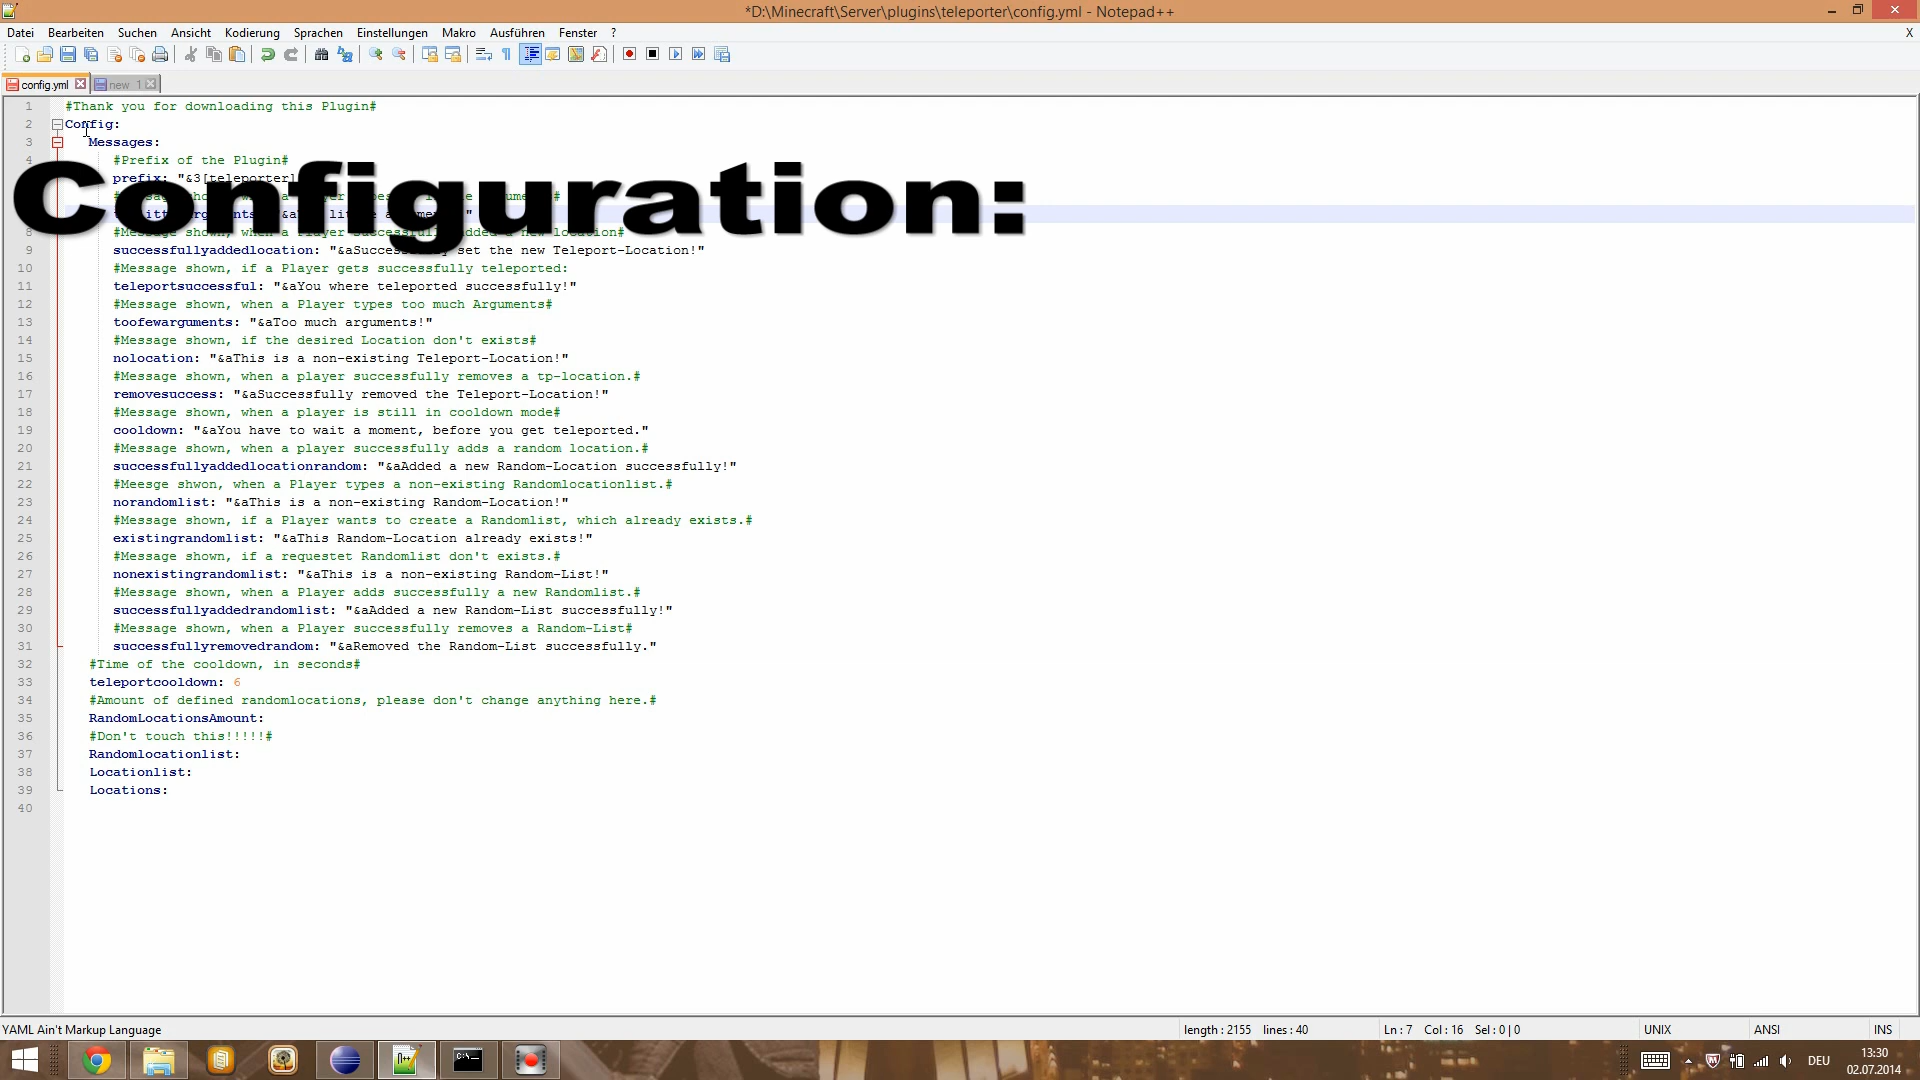 *D:\Minecraft\Server\plugins\teleporter\config.yml - Notepad++
Datei Bearbeiten Suchen Ansicht Kodierung Sprachen Einstellungen Makro Ausführen Fenster ? X
config.yml new 1
1 #Thank you for downloading this Plugin#
2 Config:
3 Messages:
4 #Prefix of the Plugin#
prefix: "&3[teleporter]
Configuration:
8 #Message shown, when a Player successfully added a new location#
9 successfullyaddedlocation: "&aSuccessfully set the new Teleport-Location!"
10 #Message shown, if a Player gets successfully teleported:
11 teleportsuccessful: "&aYou where teleported successfully!"
12 #Message shown, when a Player types too much Arguments#
13 toofewarguments: "&aToo much arguments!"
14 #Message shown, if the desired Location don't exists#
15 nolocation: "&aThis is a non-existing Teleport-Location!"
16 #Message shown, when a player successfully removes a tp-location.#
17 removesuccess: "&aSuccessfully removed the Teleport-Location!"
18 #Message shown, when a player is still in cooldown mode#
19 cooldown: "&aYou have to wait a moment, before you get teleported."
20 #Message shown, when a player successfully adds a random location.#
21 successfullyaddedlocationrandom: "&aAdded a new Random-Location successfully!"
22 #Meesge shwon, when a Player types a non-existing Randomlocationlist.#
23 norandomlist: "&aThis is a non-existing Random-Location!"
24 #Message shown, if a Player wants to create a Randomlist, which already exists.#
25 existingrandomlist: "&aThis Random-Location already exists!"
26 #Message shown, if a requestet Randomlist don't exists.#
27 nonexistingrandomlist: "&aThis is a non-existing Random-List!"
28 #Message shown, when a Player adds successfully a new Randomlist.#
29 successfullyaddedrandomlist: "&aAdded a new Random-List successfully!"
30 #Message shown, when a Player successfully removes a Random-List#
31 successfullyremovedrandom: "&aRemoved the Random-List successfully."
32 #Time of the cooldown, in seconds#
33 teleportcooldown: 6
34 #Amount of defined randomlocations, please don't change anything here.#
35 RandomLocationsAmount:
36 #Don't touch this!!!!!#
37 Randomlocationlist:
38 Locationlist:
39 Locations:
40
YAML Ain't Markup Language length : 2155 lines : 40 Ln : 7 Col : 16 Sel : 0 | 0 UNIX ANSI INS
DEU 13:30
02.07.2014